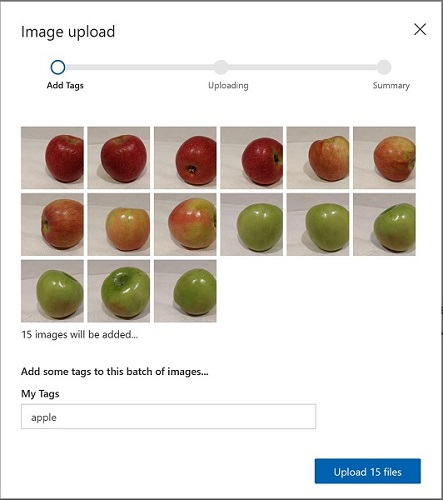 Image upload
Add Tags
Uploading
Summary
15 images will be added...
Add some tags to this batch of images...
My Tags
apple
Upload 15 files